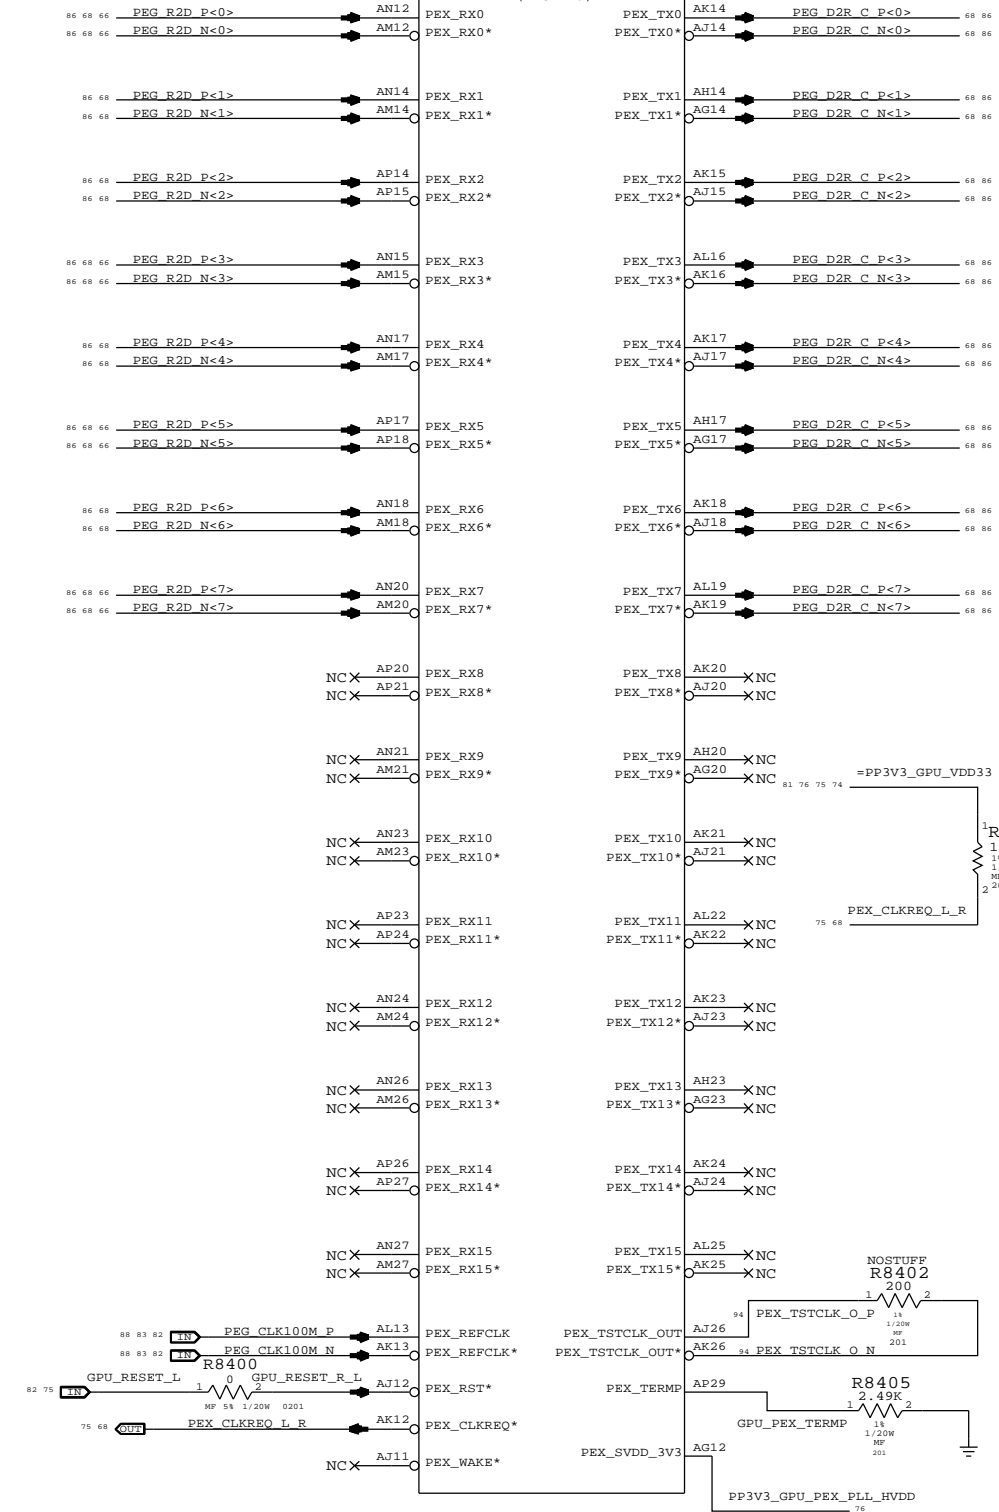 86 68 66 PEG_R2D_P<0> AN12 PEX_RX0 PEX_TX0 AK14 PEG_D2R_C_P<0> 68 86
86 68 66 PEG_R2D_N<0> AM12 PEX_RX0* PEX_TX0* AJ14 PEG_D2R_C_N<0> 68 86
86 68 PEG_R2D_P<1> AN14 PEX_RX1 PEX_TX1 AH14 PEG_D2R_C_P<1> 68 86
86 68 PEG_R2D_N<1> AM14 PEX_RX1* PEX_TX1* AG14 PEG_D2R_C_N<1> 68 86
86 68 PEG_R2D_P<2> AP14 PEX_RX2 PEX_TX2 AK15 PEG_D2R_C_P<2> 68 86
86 68 PEG_R2D_N<2> AP15 PEX_RX2* PEX_TX2* AJ15 PEG_D2R_C_N<2> 68 86
86 68 66 PEG_R2D_P<3> AN15 PEX_RX3 PEX_TX3 AL16 PEG_D2R_C_P<3> 68 86
86 68 66 PEG_R2D_N<3> AM15 PEX_RX3* PEX_TX3* AK16 PEG_D2R_C_N<3> 68 86
86 68 PEG_R2D_P<4> AN17 PEX_RX4 PEX_TX4 AK17 PEG_D2R_C_P<4> 68 86
86 68 PEG_R2D_N<4> AM17 PEX_RX4* PEX_TX4* AJ17 PEG_D2R_C_N<4> 68 86
86 68 66 PEG_R2D_P<5> AP17 PEX_RX5 PEX_TX5 AH17 PEG_D2R_C_P<5> 68 86
86 68 66 PEG_R2D_N<5> AP18 PEX_RX5* PEX_TX5* AG17 PEG_D2R_C_N<5> 68 86
86 68 PEG_R2D_P<6> AN18 PEX_RX6 PEX_TX6 AK18 PEG_D2R_C_P<6> 68 86
86 68 PEG_R2D_N<6> AM18 PEX_RX6* PEX_TX6* AJ18 PEG_D2R_C_N<6> 68 86
86 68 66 PEG_R2D_P<7> AN20 PEX_RX7 PEX_TX7 AL19 PEG_D2R_C_P<7> 68 86
86 68 66 PEG_R2D_N<7> AM20 PEX_RX7* PEX_TX7* AK19 PEG_D2R_C_N<7> 68 86
NC AP20 PEX_RX8 PEX_TX8 AK20 NC
NC AP21 PEX_RX8* PEX_TX8* AJ20 NC
NC AN21 PEX_RX9 PEX_TX9 AH20 NC
NC AM21 PEX_RX9* PEX_TX9* AG20 NC
=PP3V3_GPU_VDD33
81 76 75 74
NC AN23 PEX_RX10 PEX_TX10 AK21 NC
NC AM23 PEX_RX10* PEX_TX10* AJ21 NC
1
R
1
2
PEX_CLKREQ_L_R
75 68
NC AP23 PEX_RX11 PEX_TX11 AL22 NC
NC AP24 PEX_RX11* PEX_TX11* AK22 NC
NC AN24 PEX_RX12 PEX_TX12 AK23 NC
NC AM24 PEX_RX12* PEX_TX12* AJ23 NC
NC AN26 PEX_RX13 PEX_TX13 AH23 NC
NC AM26 PEX_RX13* PEX_TX13* AG23 NC
NC AP26 PEX_RX14 PEX_TX14 AK24 NC
NC AP27 PEX_RX14* PEX_TX14* AJ24 NC
NC AN27 PEX_RX15 PEX_TX15 AL25 NC
NC AM27 PEX_RX15* PEX_TX15* AK25 NC
NOSTUFF
R8402
200
1 2
1%
1/20W
MF
201
88 83 82 IN PEG_CLK100M_P AL13 PEX_REFCLK PEX_TSTCLK_OUT AJ26 94 PEX_TSTCLK_O_P
88 83 82 IN PEG_CLK100M_N AK13 PEX_REFCLK* PEX_TSTCLK_OUT* AK26 94 PEX_TSTCLK_O_N
R8400
0
82 75 IN GPU_RESET_L 1 2 GPU_RESET_R_L AJ12 PEX_RST* PEX_TERMP AP29
MF 5% 1/20W 0201
R8405
2.49K
GPU_PEX_TERMP 1 2
1%
1/20W
MF
201
75 68 OUT PEX_CLKREQ_L_R AK12 PEX_CLKREQ*
PEX_SVDD_3V3 AG12
NC AJ11 PEX_WAKE*
PP3V3_GPU_PEX_PLL_HVDD
76